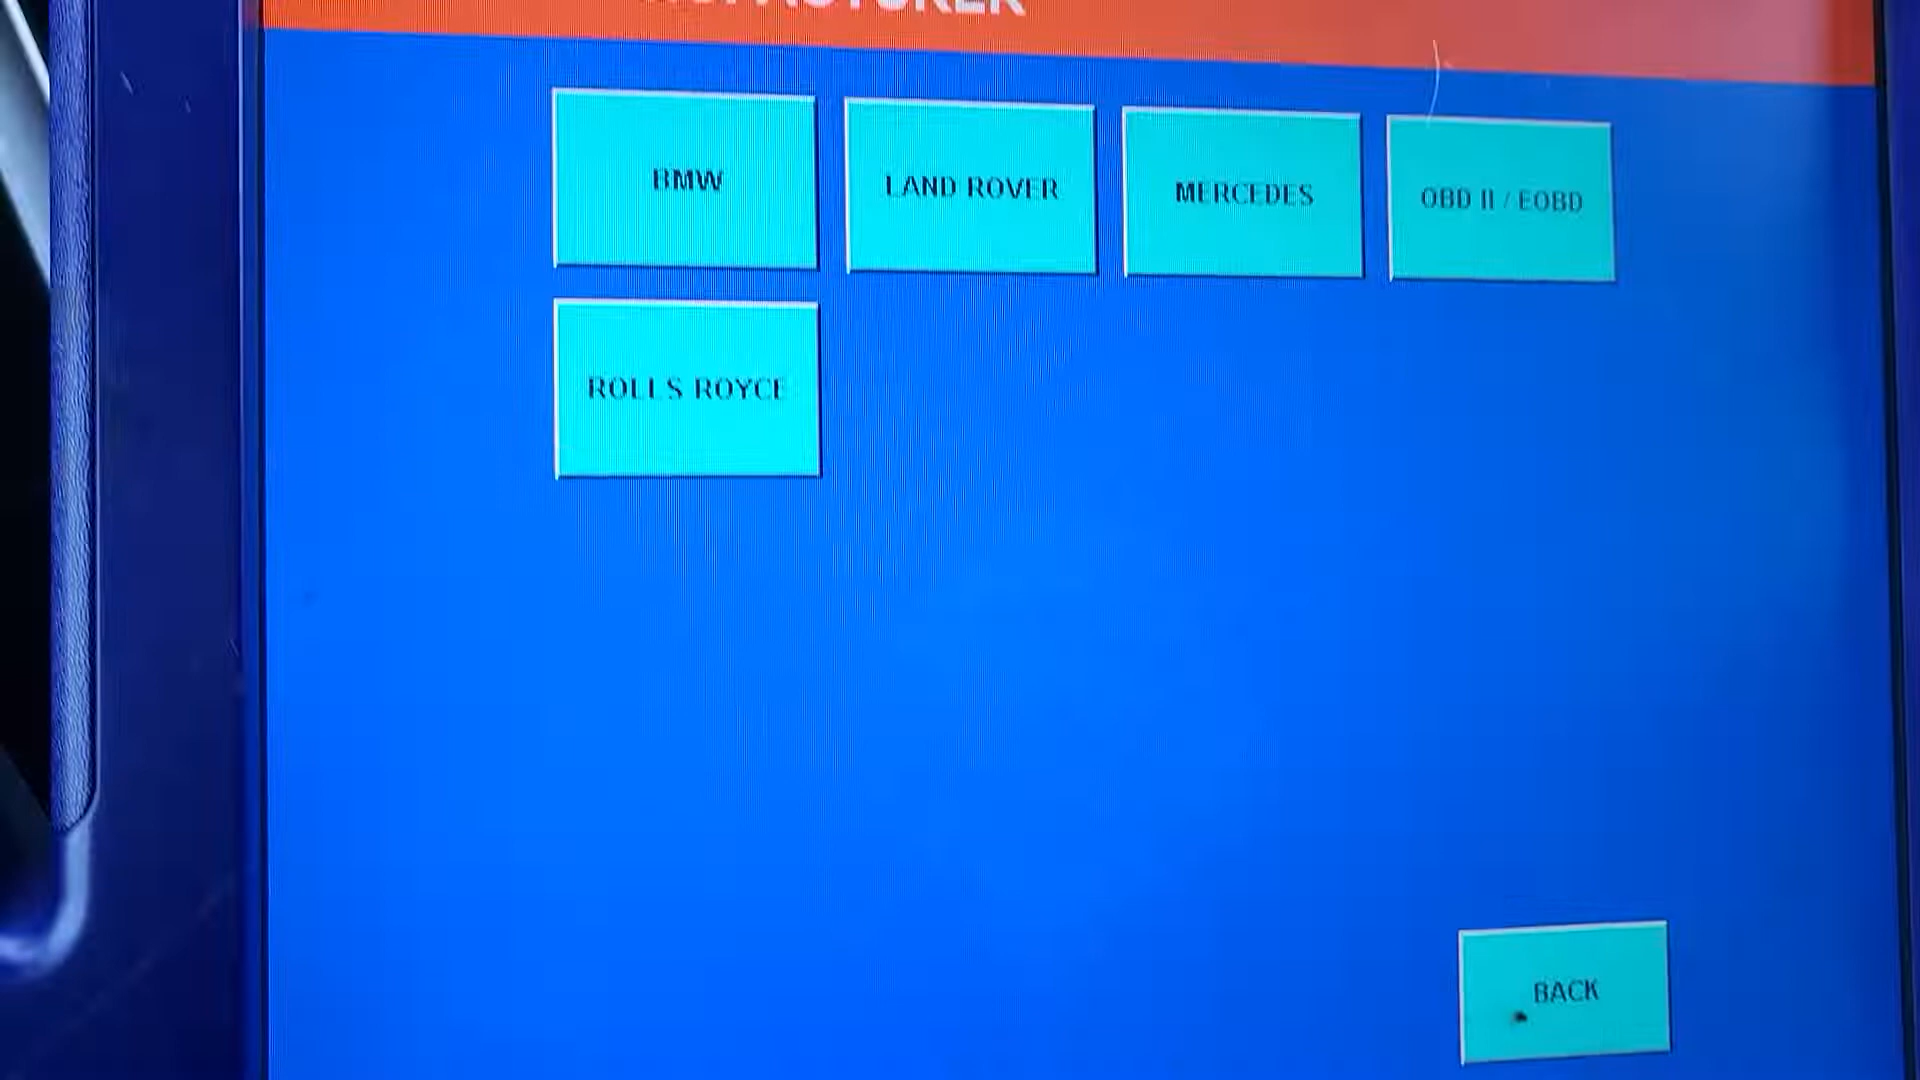 BMW
LAND ROVER
MERCEDES
OBD II / EOBD
ROLLS ROYCE
BACK